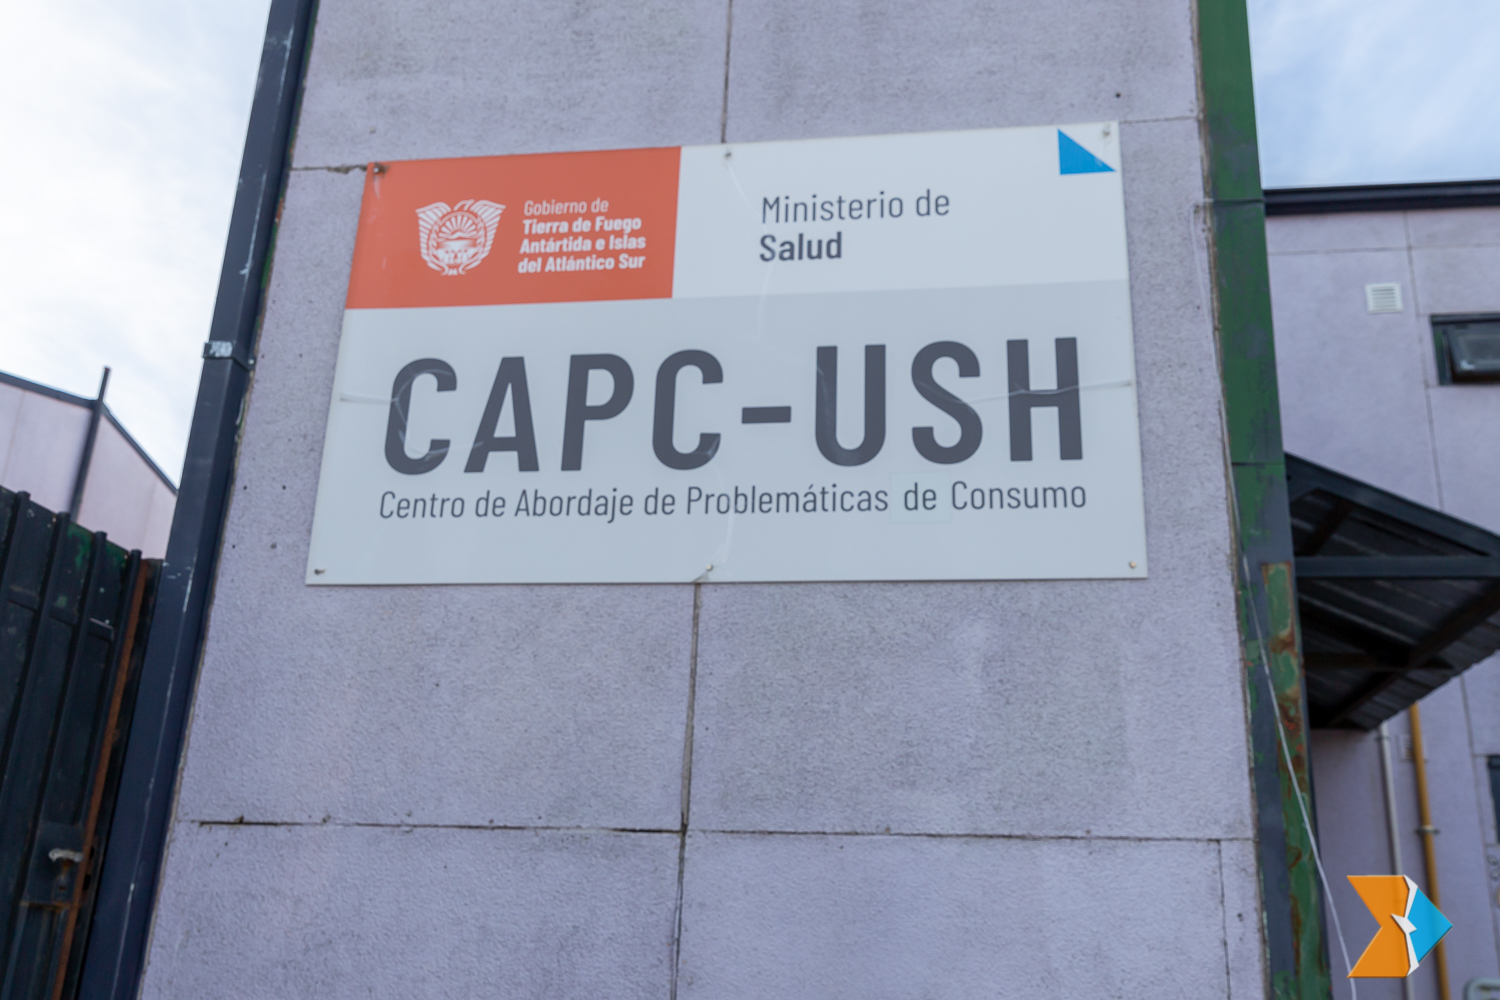 Gobierno de
Tierra de Fuego
Antártida e Islas
del Atlántico Sur
Ministerio de
Salud
CAPC-USH
Centro de Abordaje de Problemáticas de Consumo